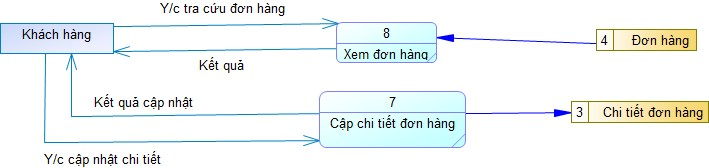 Y/c tra cứu đơn hàng
Khách hàng
8
Xem đơn hàng
4 Đơn hàng
Kết quả
7
Cập chi tiết đơn hàng
3 Chi tiết đơn hàng
Kết quả cập nhật
Y/c cập nhật chi tiết